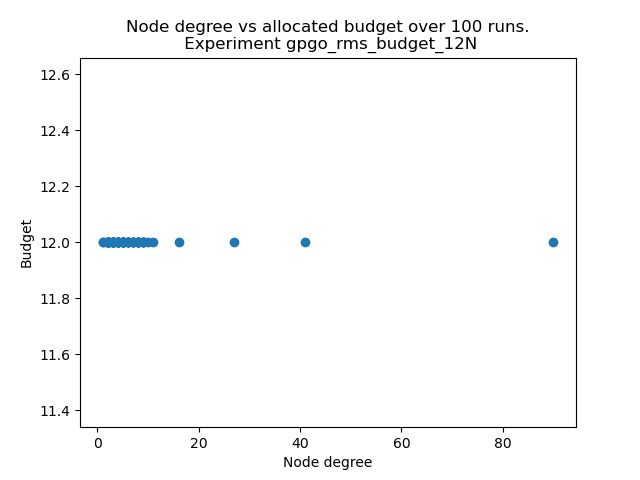 Node degree vs allocated budget over 100 runs.
Experiment gpgo_rms_budget_12N
12.6
12.4
12.2
12.0
11.8
11.6
11.4
Budget
0 20 40 60 80
Node degree